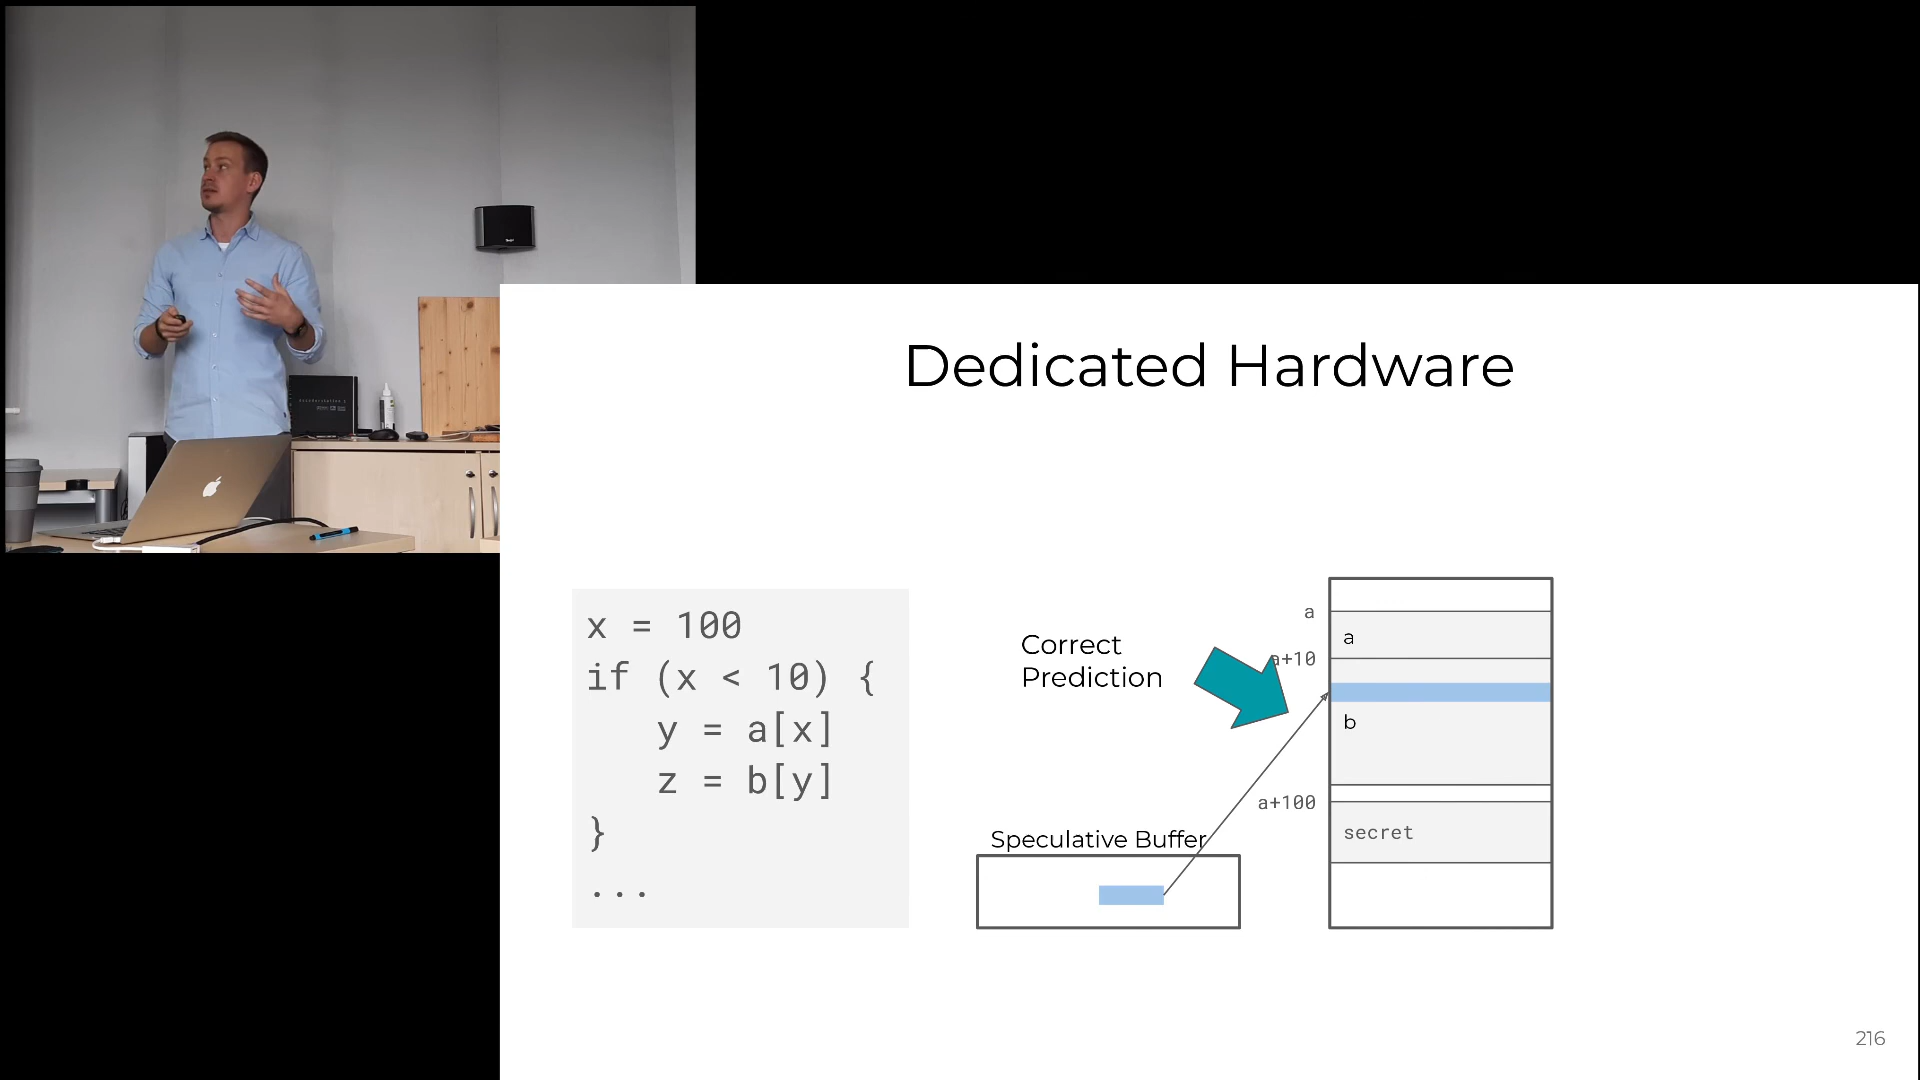 Dedicated Hardware
x = 100
if (x < 10) {
y = a[x]
z = b[y]
}
...
Correct
Prediction
Speculative Buffer
a
a+10
a+100
a
b
secret
216